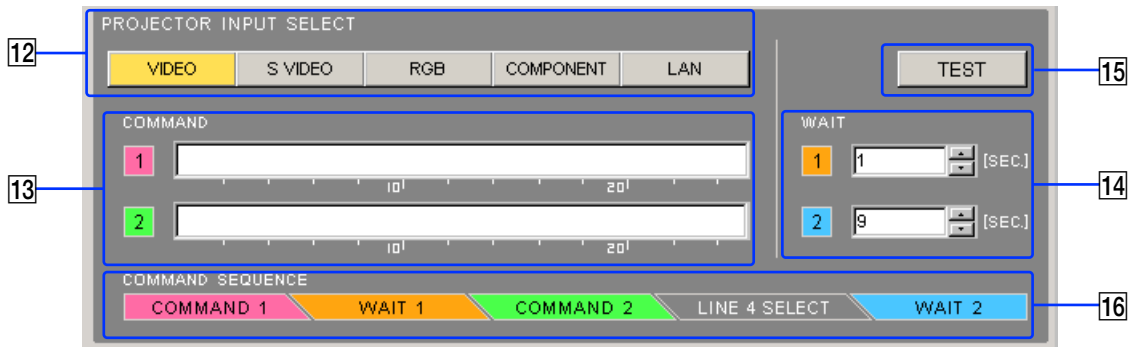 PROJECTOR INPUT SELECT
12
VIDEO S VIDEO RGB COMPONENT LAN
TEST
15
COMMAND
WAIT
1
1 1 [SEC.]
10 20
13
14
2
2 9 [SEC.]
10 20
COMMAND SEQUENCE
COMMAND 1 WAIT 1 COMMAND 2 LINE 4 SELECT WAIT 2
16